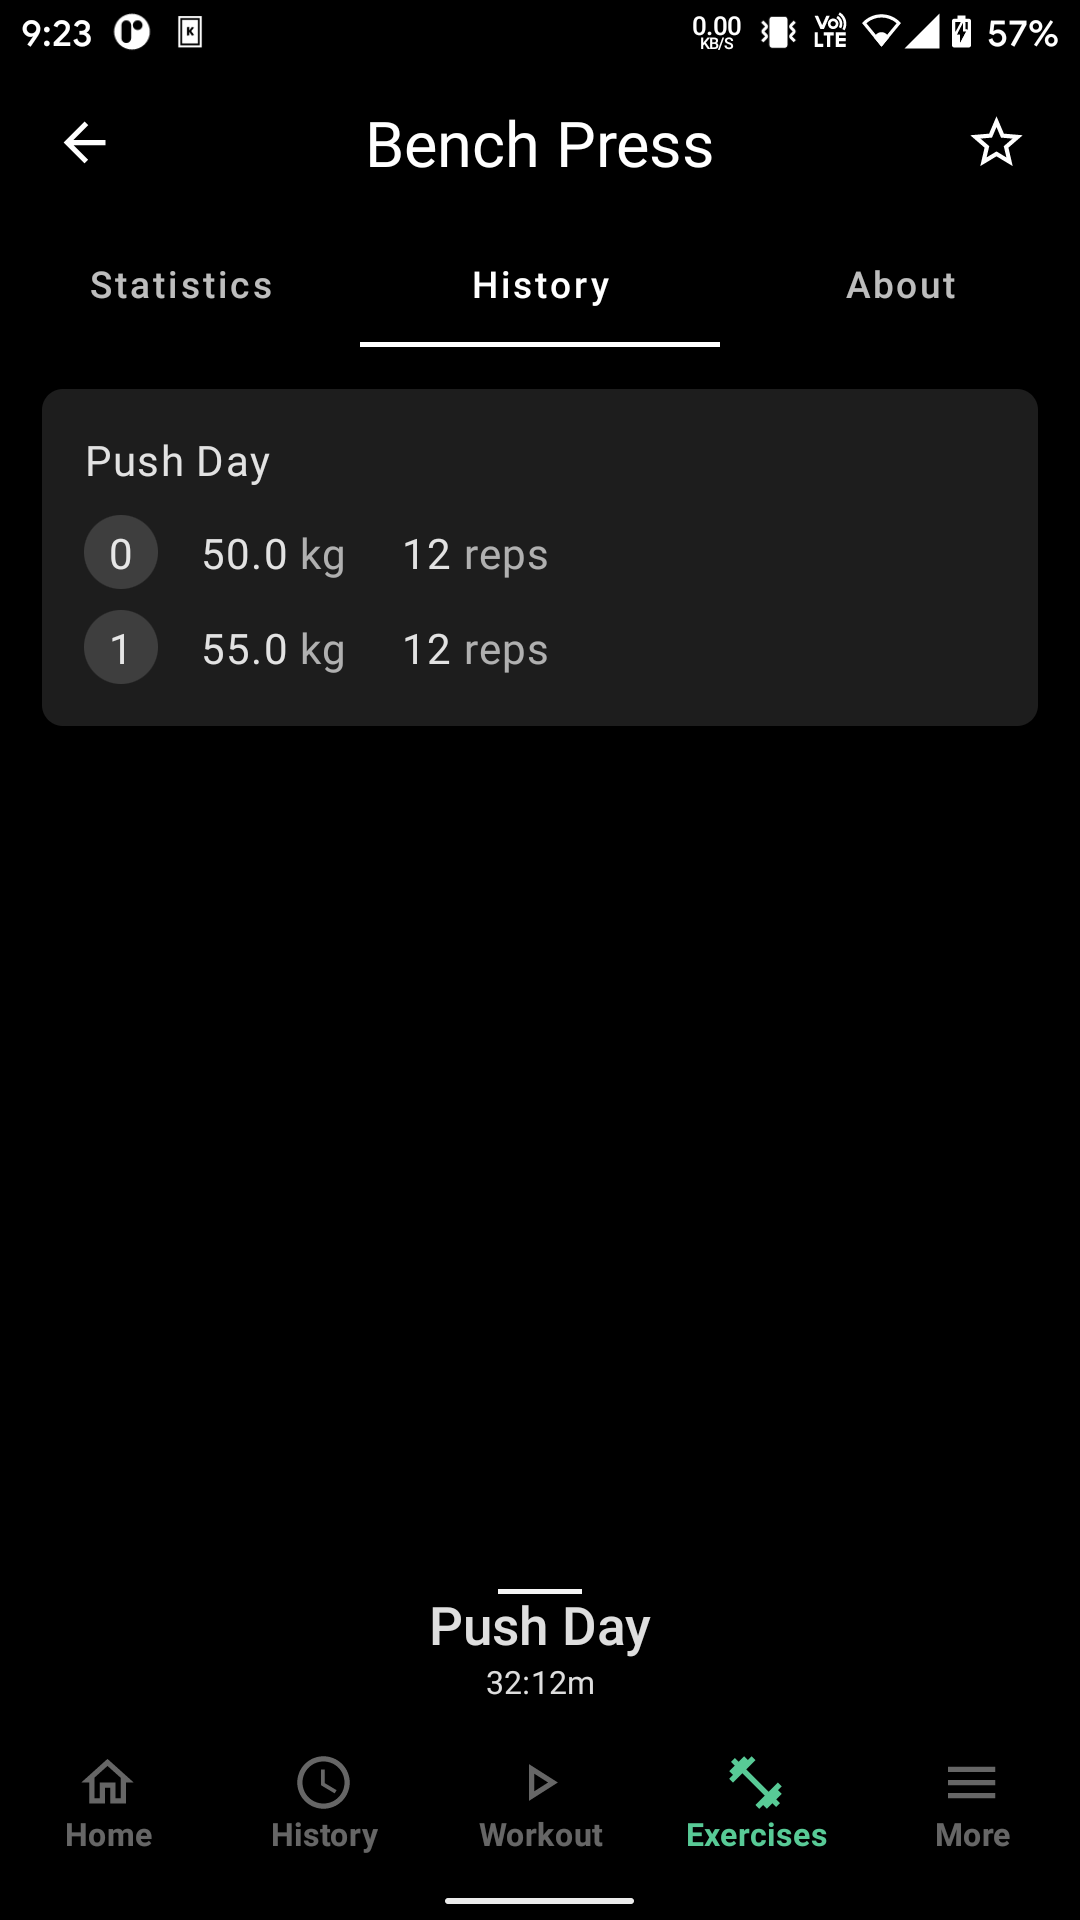 9:23 K 0.00 KB/S Vo) LTE 57%
Bench Press
Statistics History About
Push Day
0 50.0 kg 12 reps
1 55.0 kg 12 reps
Push Day
32:12m
Home History Workout Exercises More